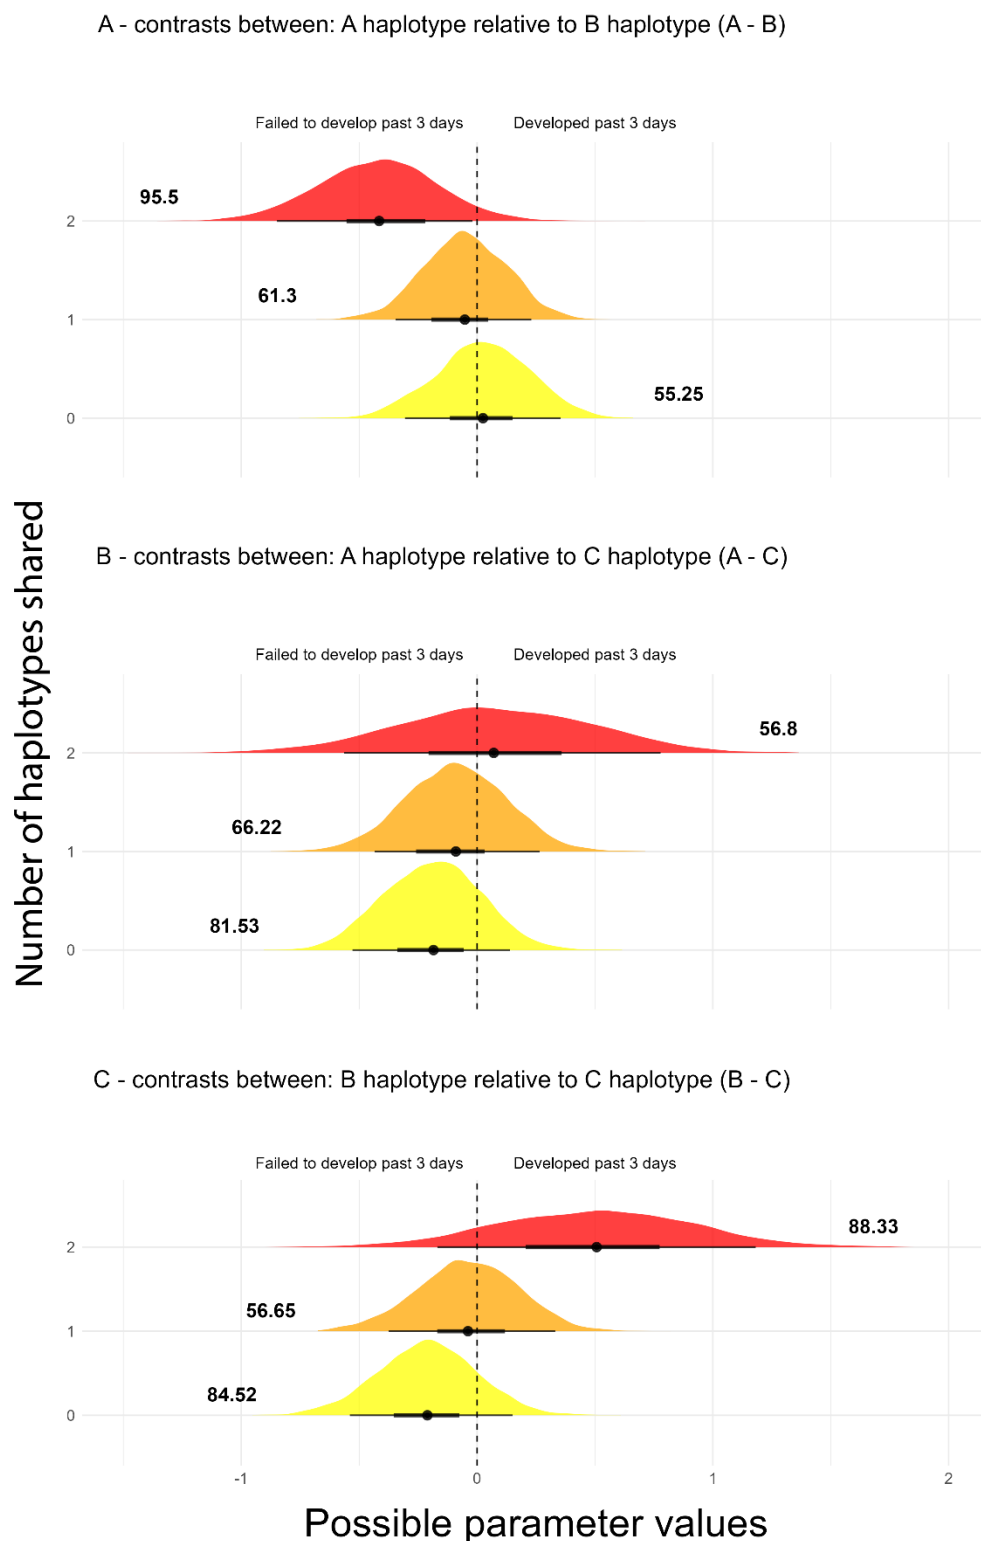 A - contrasts between: A haplotype relative to B haplotype (A - B)
Failed to develop past 3 days Developed past 3 days
95.5
2
61.3
1
55.25
0
Number of haplotypes shared
B - contrasts between: A haplotype relative to C haplotype (A - C)
Failed to develop past 3 days Developed past 3 days
56.8
2
66.22
1
81.53
0
C - contrasts between: B haplotype relative to C haplotype (B - C)
Failed to develop past 3 days Developed past 3 days
88.33
2
56.65
1
84.52
0
-1 0 1 2
Possible parameter values